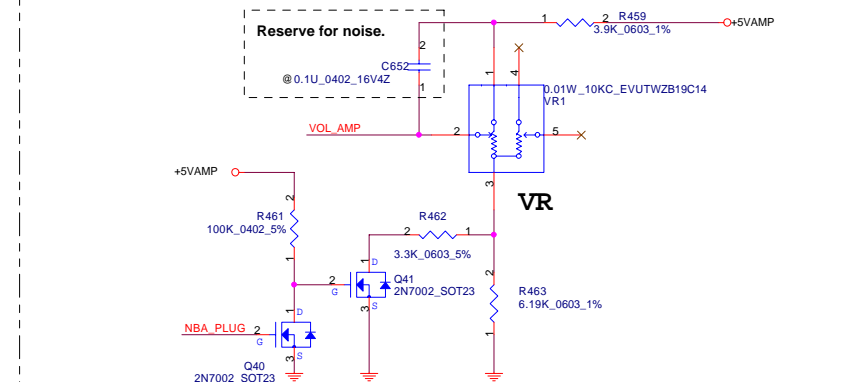 1
2
R459
3.9K_0603_1%
+5VAMP
Reserve for noise.
2
C652
@0.1U_0402_16V4Z
1
1
4
0.01W_10KC_EVUTWZB19C14
VR1
VOL_AMP
2
5
3
VR
+5VAMP
2
R461
100K_0402_5%
1
R462
2
1
3.3K_0603_5%
1
D
2
G
Q41
2N7002_SOT23
3
S
2
R463
6.19K_0603_1%
1
1
D
NBA_PLUG
2
G
3
S
Q40
2N7002_SOT23